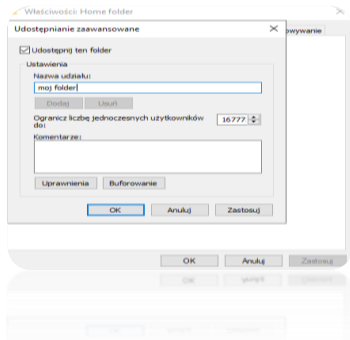 Właściwości: Home folder
Udostępnianie zaawansowane
owywanie
Udostępnij ten folder
Ustawienia
Nazwa udziału:
moj folder
Dodaj Usuń
Ogranicz liczbę jednoczesnych użytkowników do: 16777
Komentarze:
Uprawnienia Buforowanie
OK Anuluj Zastosuj
OK Anuluj Zastosuj